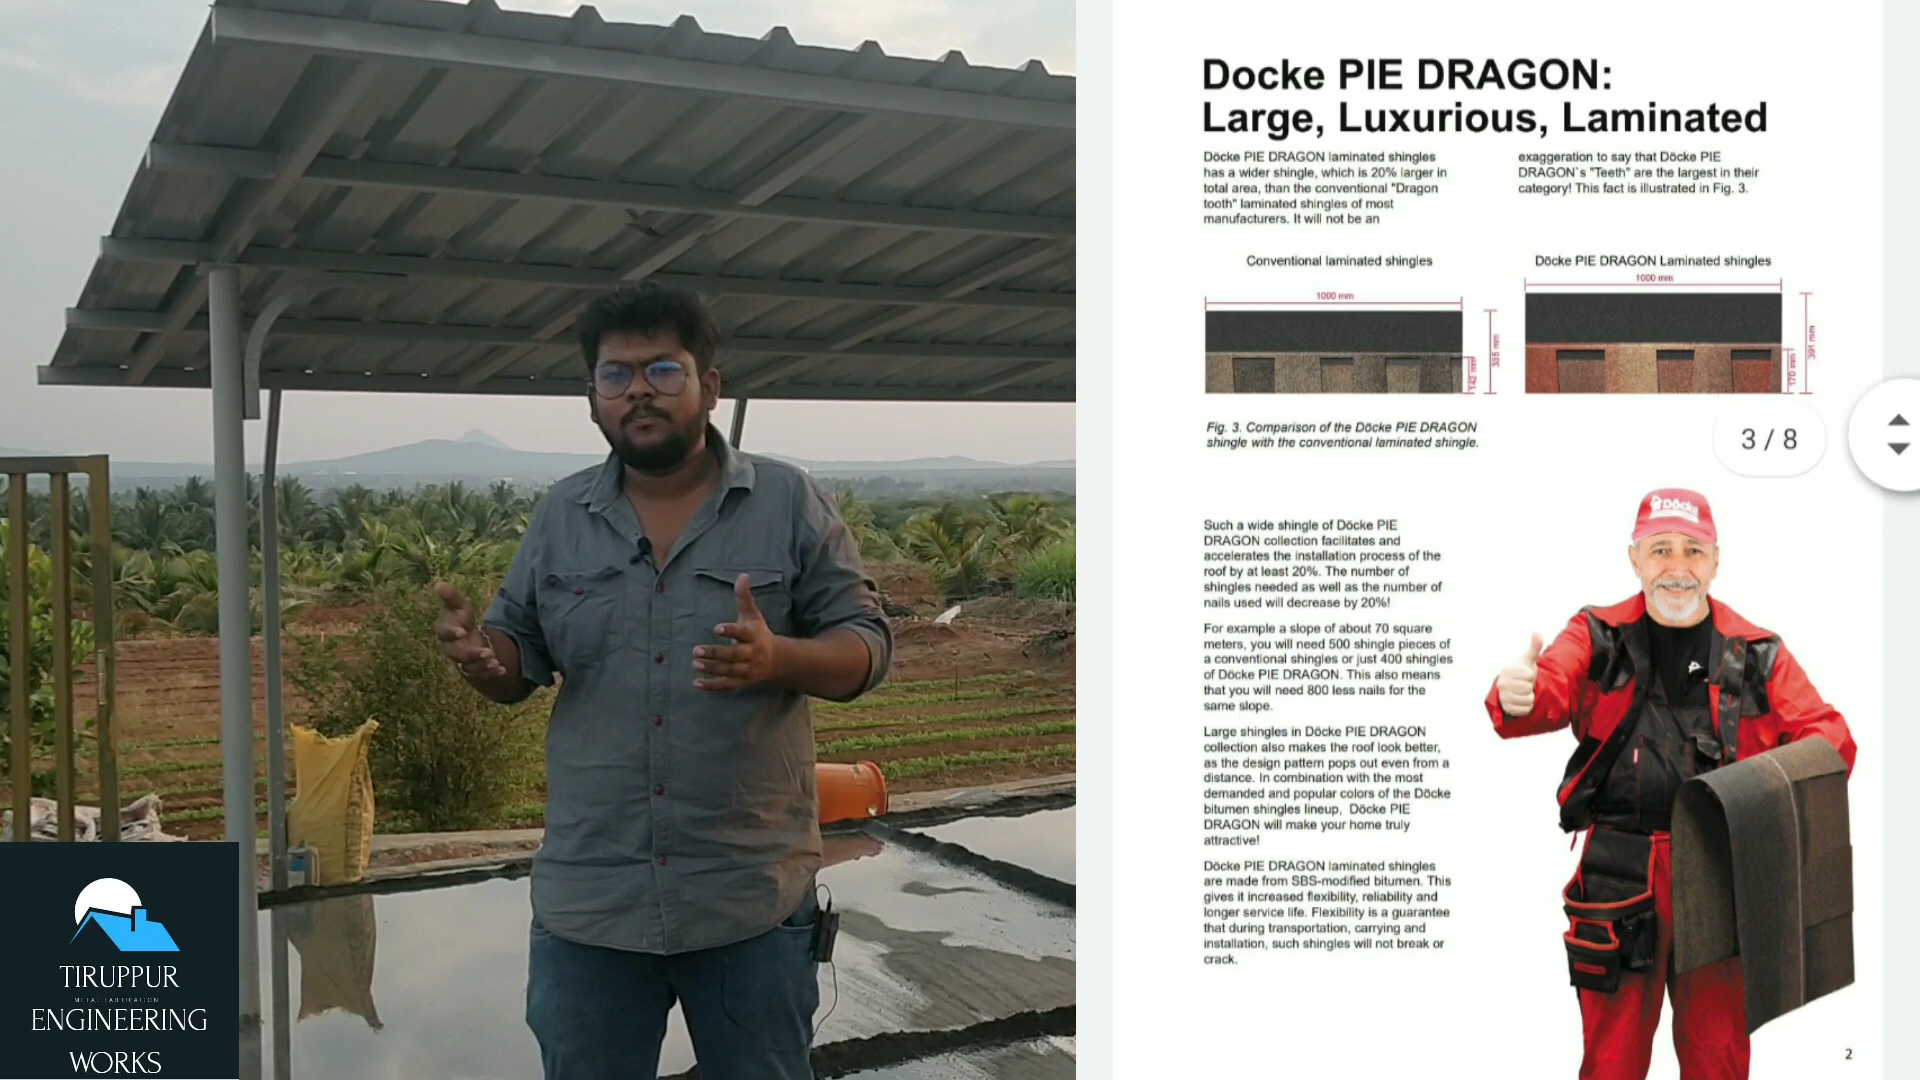 TIRUPPUR
METAL FABRICATION
ENGINEERING
WORKS
Docke PIE DRAGON:
Large, Luxurious, Laminated
Döcke PIE DRAGON laminated shingles
has a wider shingle, which is 20% larger in
total area, than the conventional "Dragon
tooth" laminated shingles of most
manufacturers. It will not be an
exaggeration to say that Döcke PIE
DRAGON`s "Teeth" are the largest in their
category! This fact is illustrated in Fig. 3.
Conventional laminated shingles
1000 mm
335 mm
142 mm
Döcke PIE DRAGON Laminated shingles
1000 mm
391 mm
170 mm
Fig. 3. Comparison of the Döcke PIE DRAGON
shingle with the conventional laminated shingle.
3 / 8
Such a wide shingle of Döcke PIE
DRAGON collection facilitates and
accelerates the installation process of the
roof by at least 20%. The number of
shingles needed as well as the number of
nails used will decrease by 20%!
For example a slope of about 70 square
meters, you will need 500 shingle pieces of
a conventional shingles or just 400 shingles
of Döcke PIE DRAGON. This also means
that you will need 800 less nails for the
same slope.
Large shingles in Döcke PIE DRAGON
collection also makes the roof look better,
as the design pattern pops out even from a
distance. In combination with the most
demanded and popular colors of the Döcke
bitumen shingles lineup, Döcke PIE
DRAGON will make your home truly
attractive!
Döcke PIE DRAGON laminated shingles
are made from SBS-modified bitumen. This
gives it increased flexibility, reliability and
longer service life. Flexibility is a guarantee
that during transportation, carrying and
installation, such shingles will not break or
crack.
Döcke
2